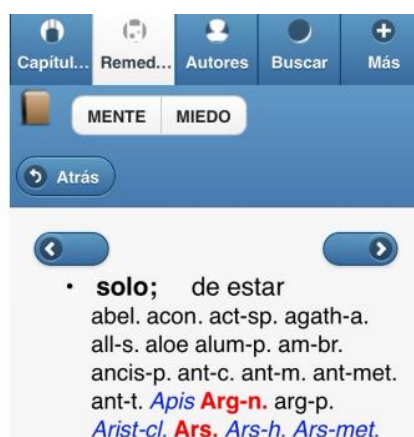 Capítul... Remed... Autores Buscar Más
MENTE MIEDO
Atrás
• solo; de estar
abel. acon. act-sp. agath-a.
all-s. aloe alum-p. am-br.
ancis-p. ant-c. ant-m. ant-met.
ant-t. Apis Arg-n. arg-p.
Arist-cl. Ars. Ars-h. Ars-met.